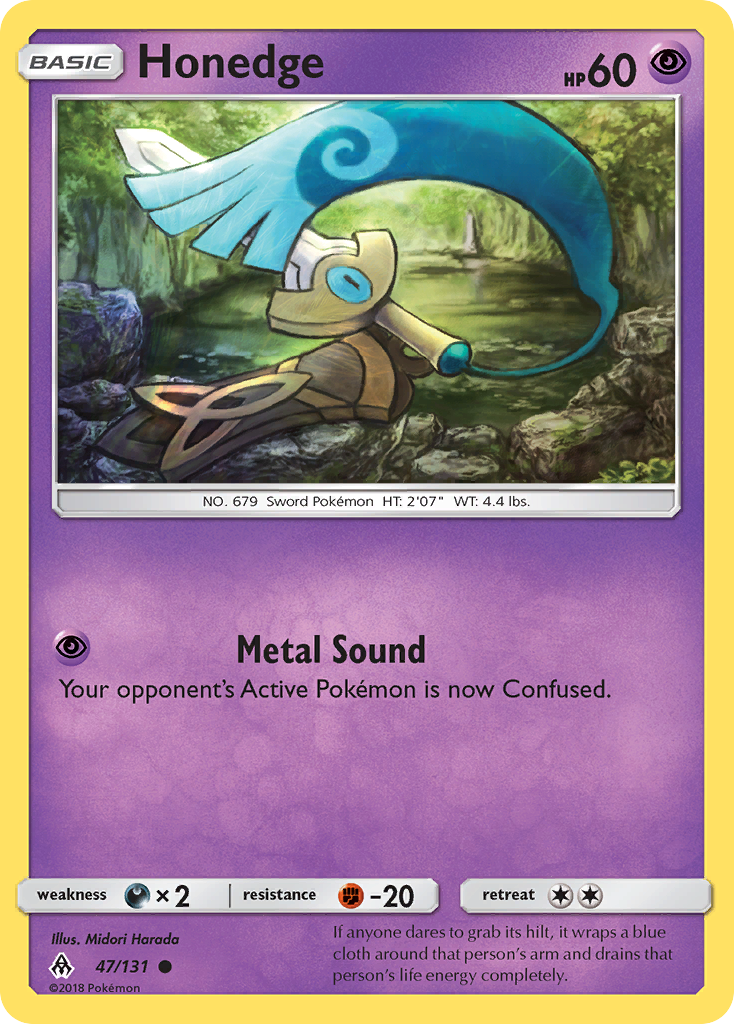 BASIC Honedge HP60
NO. 679 Sword Pokémon HT: 2'07" WT: 4.4 lbs.
Metal Sound
Your opponent's Active Pokémon is now Confused.
weakness ×2 resistance -20 retreat
Illus. Midori Harada
47/131
©2018 Pokémon
If anyone dares to grab its hilt, it wraps a blue
cloth around that person's arm and drains that
person's life energy completely.